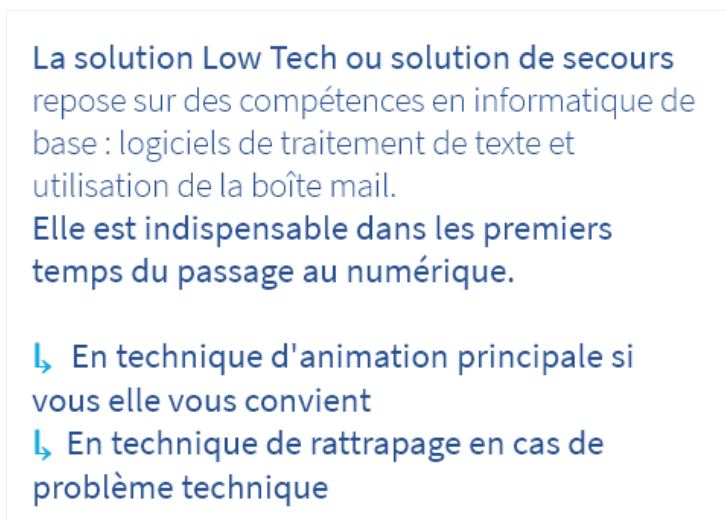 La solution Low Tech ou solution de secours
repose sur des compétences en informatique de
base : logiciels de traitement de texte et
utilisation de la boîte mail.
Elle est indispensable dans les premiers
temps du passage au numérique.
↳ En technique d'animation principale si
vous elle vous convient
↳ En technique de rattrapage en cas de
problème technique